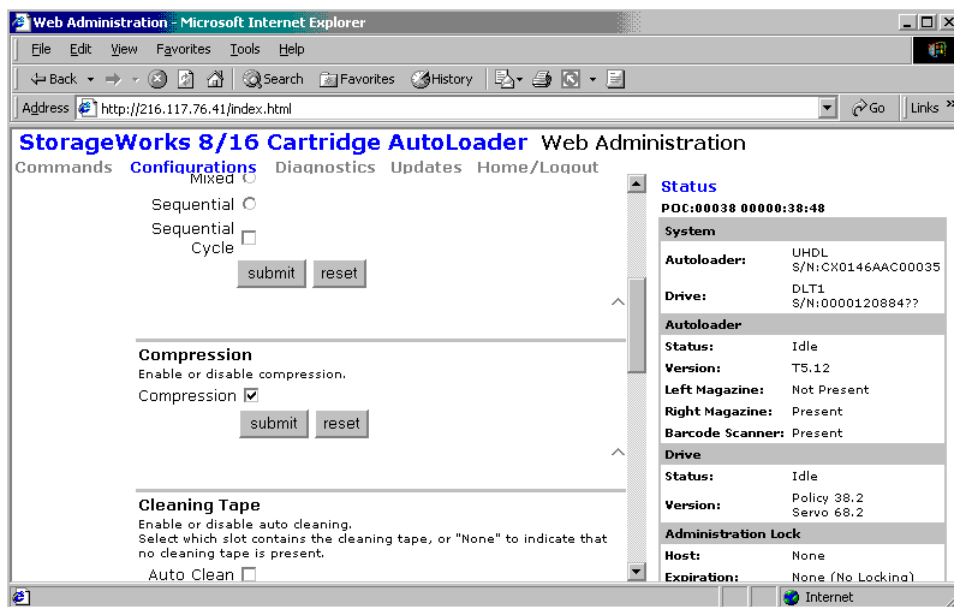 Web Administration - Microsoft Internet Explorer
File Edit View Favorites Tools Help
Back Search Favorites History
Address http://216.117.76.41/index.html Go Links »
StorageWorks 8/16 Cartridge AutoLoader Web Administration
Commands Configurations Diagnostics Updates Home/Logout
Mixed
Sequential
Sequential
Cycle
submit reset
Compression
Enable or disable compression.
Compression
submit reset
Cleaning Tape
Enable or disable auto cleaning.
Select which slot contains the cleaning tape, or "None" to indicate that
no cleaning tape is present.
Auto Clean
Status
POC:00038 00000:38:48
System
Autoloader: UHDL
S/N:CX0146AAC00035
Drive: DLT1
S/N:0000120884??
Autoloader
Status: Idle
Version: T5.12
Left Magazine: Not Present
Right Magazine: Present
Barcode Scanner: Present
Drive
Status: Idle
Version: Policy 38.2
Servo 68.2
Administration Lock
Host: None
Expiration: None (No Locking)
Internet